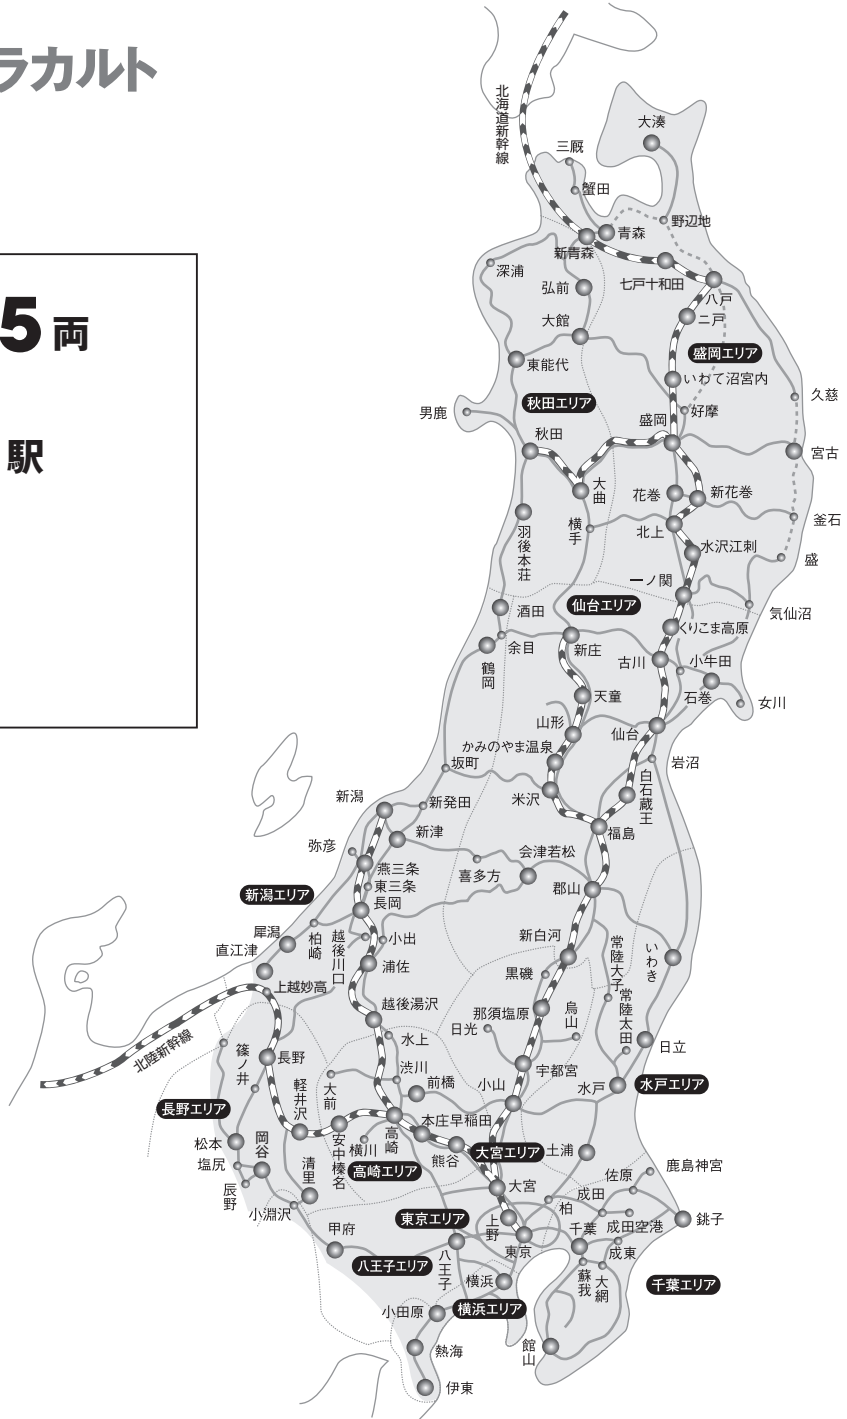 ラカルト
5両
駅
北海道新幹線
大湊
三厩
蟹田
野辺地
青森
新青森
深浦
七戸十和田
弘前
八戸
二戸
大館
盛岡エリア
東能代
いわて沼宮内
久慈
秋田エリア
男鹿
好摩
盛岡
秋田
宮古
大曲
花巻
新花巻
横手
北上
釜石
羽後本荘
水沢江刺
盛
一ノ関
酒田
仙台エリア
気仙沼
くりこま高原
余目
新庄
古川
小牛田
鶴岡
天童
石巻
女川
山形
仙台
かみのやま温泉
坂町
岩沼
白石蔵王
新潟
新発田
米沢
新津
福島
弥彦
会津若松
燕三条
喜多方
東三条
郡山
新潟エリア
長岡
犀潟
柏崎
越後川口
小出
新白河
常陸大子
いわき
直江津
浦佐
黒磯
上越妙高
越後湯沢
那須塩原
烏山
常陸太田
日光
北陸新幹線
水上
日立
篠ノ井
長野
渋川
宇都宮
軽井沢
大前
前橋
小山
水戸
水戸エリア
長野エリア
本庄早稲田
高崎
松本
岡谷
安中榛名
横川
熊谷
大宮エリア
土浦
塩尻
清里
高崎エリア
佐原
鹿島神宮
辰野
大宮
成田
小淵沢
東京エリア
上野
柏
千葉
成田空港
銚子
甲府
八王子
東京
成東
八王子エリア
横浜
蘇我
大網
千葉エリア
小田原
横浜エリア
熱海
館山
伊東